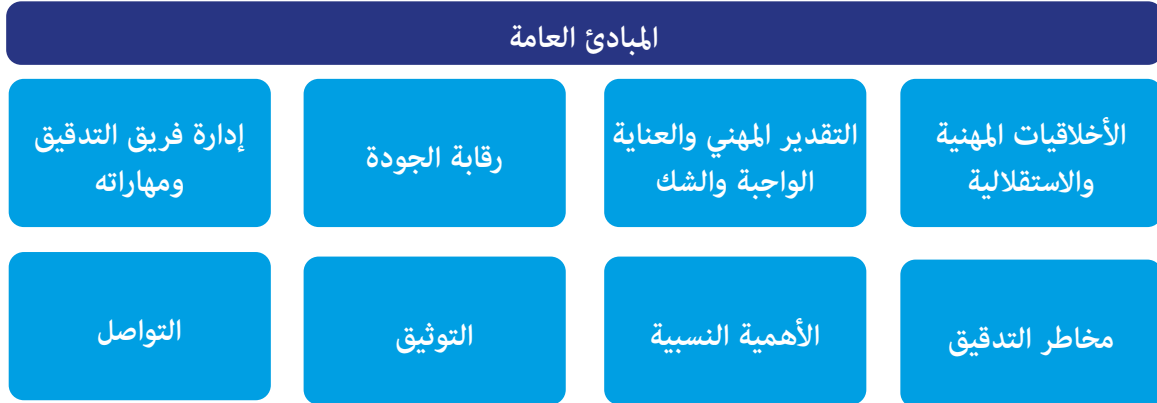 المبادئ العامة
الأخلاقيات المهنية
والاستقلالية
التقدير المهني والعناية
الواجبة والشك
رقابة الجودة
إدارة فريق التدقيق
ومهاراته
مخاطر التدقيق
الأهمية النسبية
التوثيق
التواصل